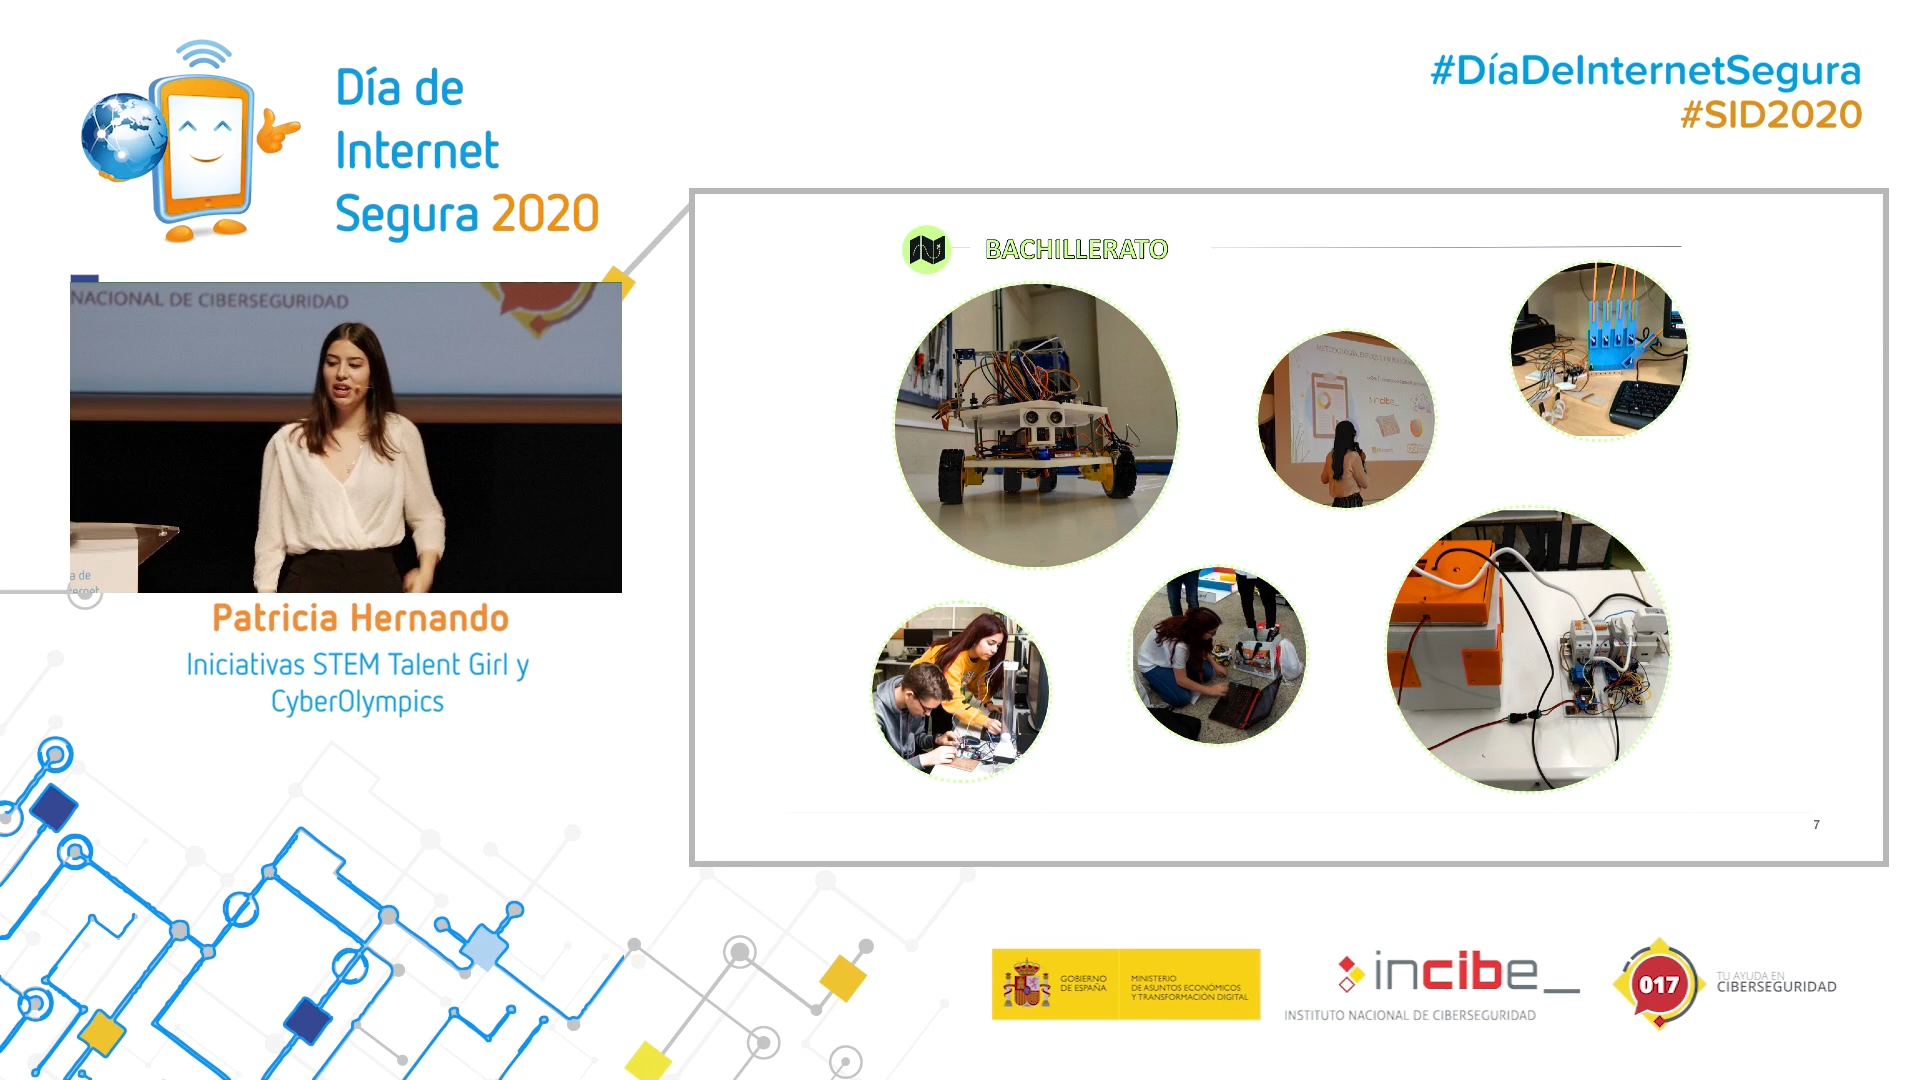 Día de
Internet
Segura 2020
#DíaDeInternetSegura
#SID2020
NACIONAL DE CIBERSEGURIDAD
a de
Patricia Hernando
Iniciativas STEM Talent Girl y
CyberOlympics
BACHILLERATO
incibe_
7
GOBIERNO
DE ESPAÑA
MINISTERIO
DE ASUNTOS ECONÓMICOS
Y TRANSFORMACIÓN DIGITAL
incibe_
INSTITUTO NACIONAL DE CIBERSEGURIDAD
017
TU AYUDA EN
CIBERSEGURIDAD